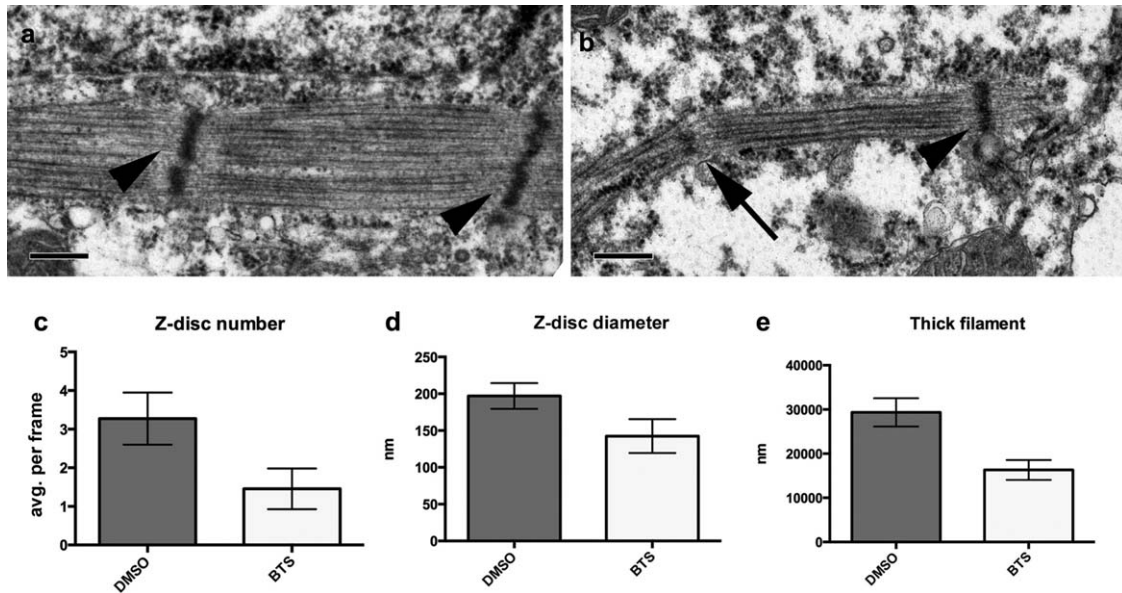 a
b
c
Z-disc number
avg. per frame
5
4
3
2
1
0
DMSO
BTS
d
Z-disc diameter
nm
250
200
150
100
50
0
DMSO
BTS
e
Thick filament
nm
40000
30000
20000
10000
0
DMSO
BTS